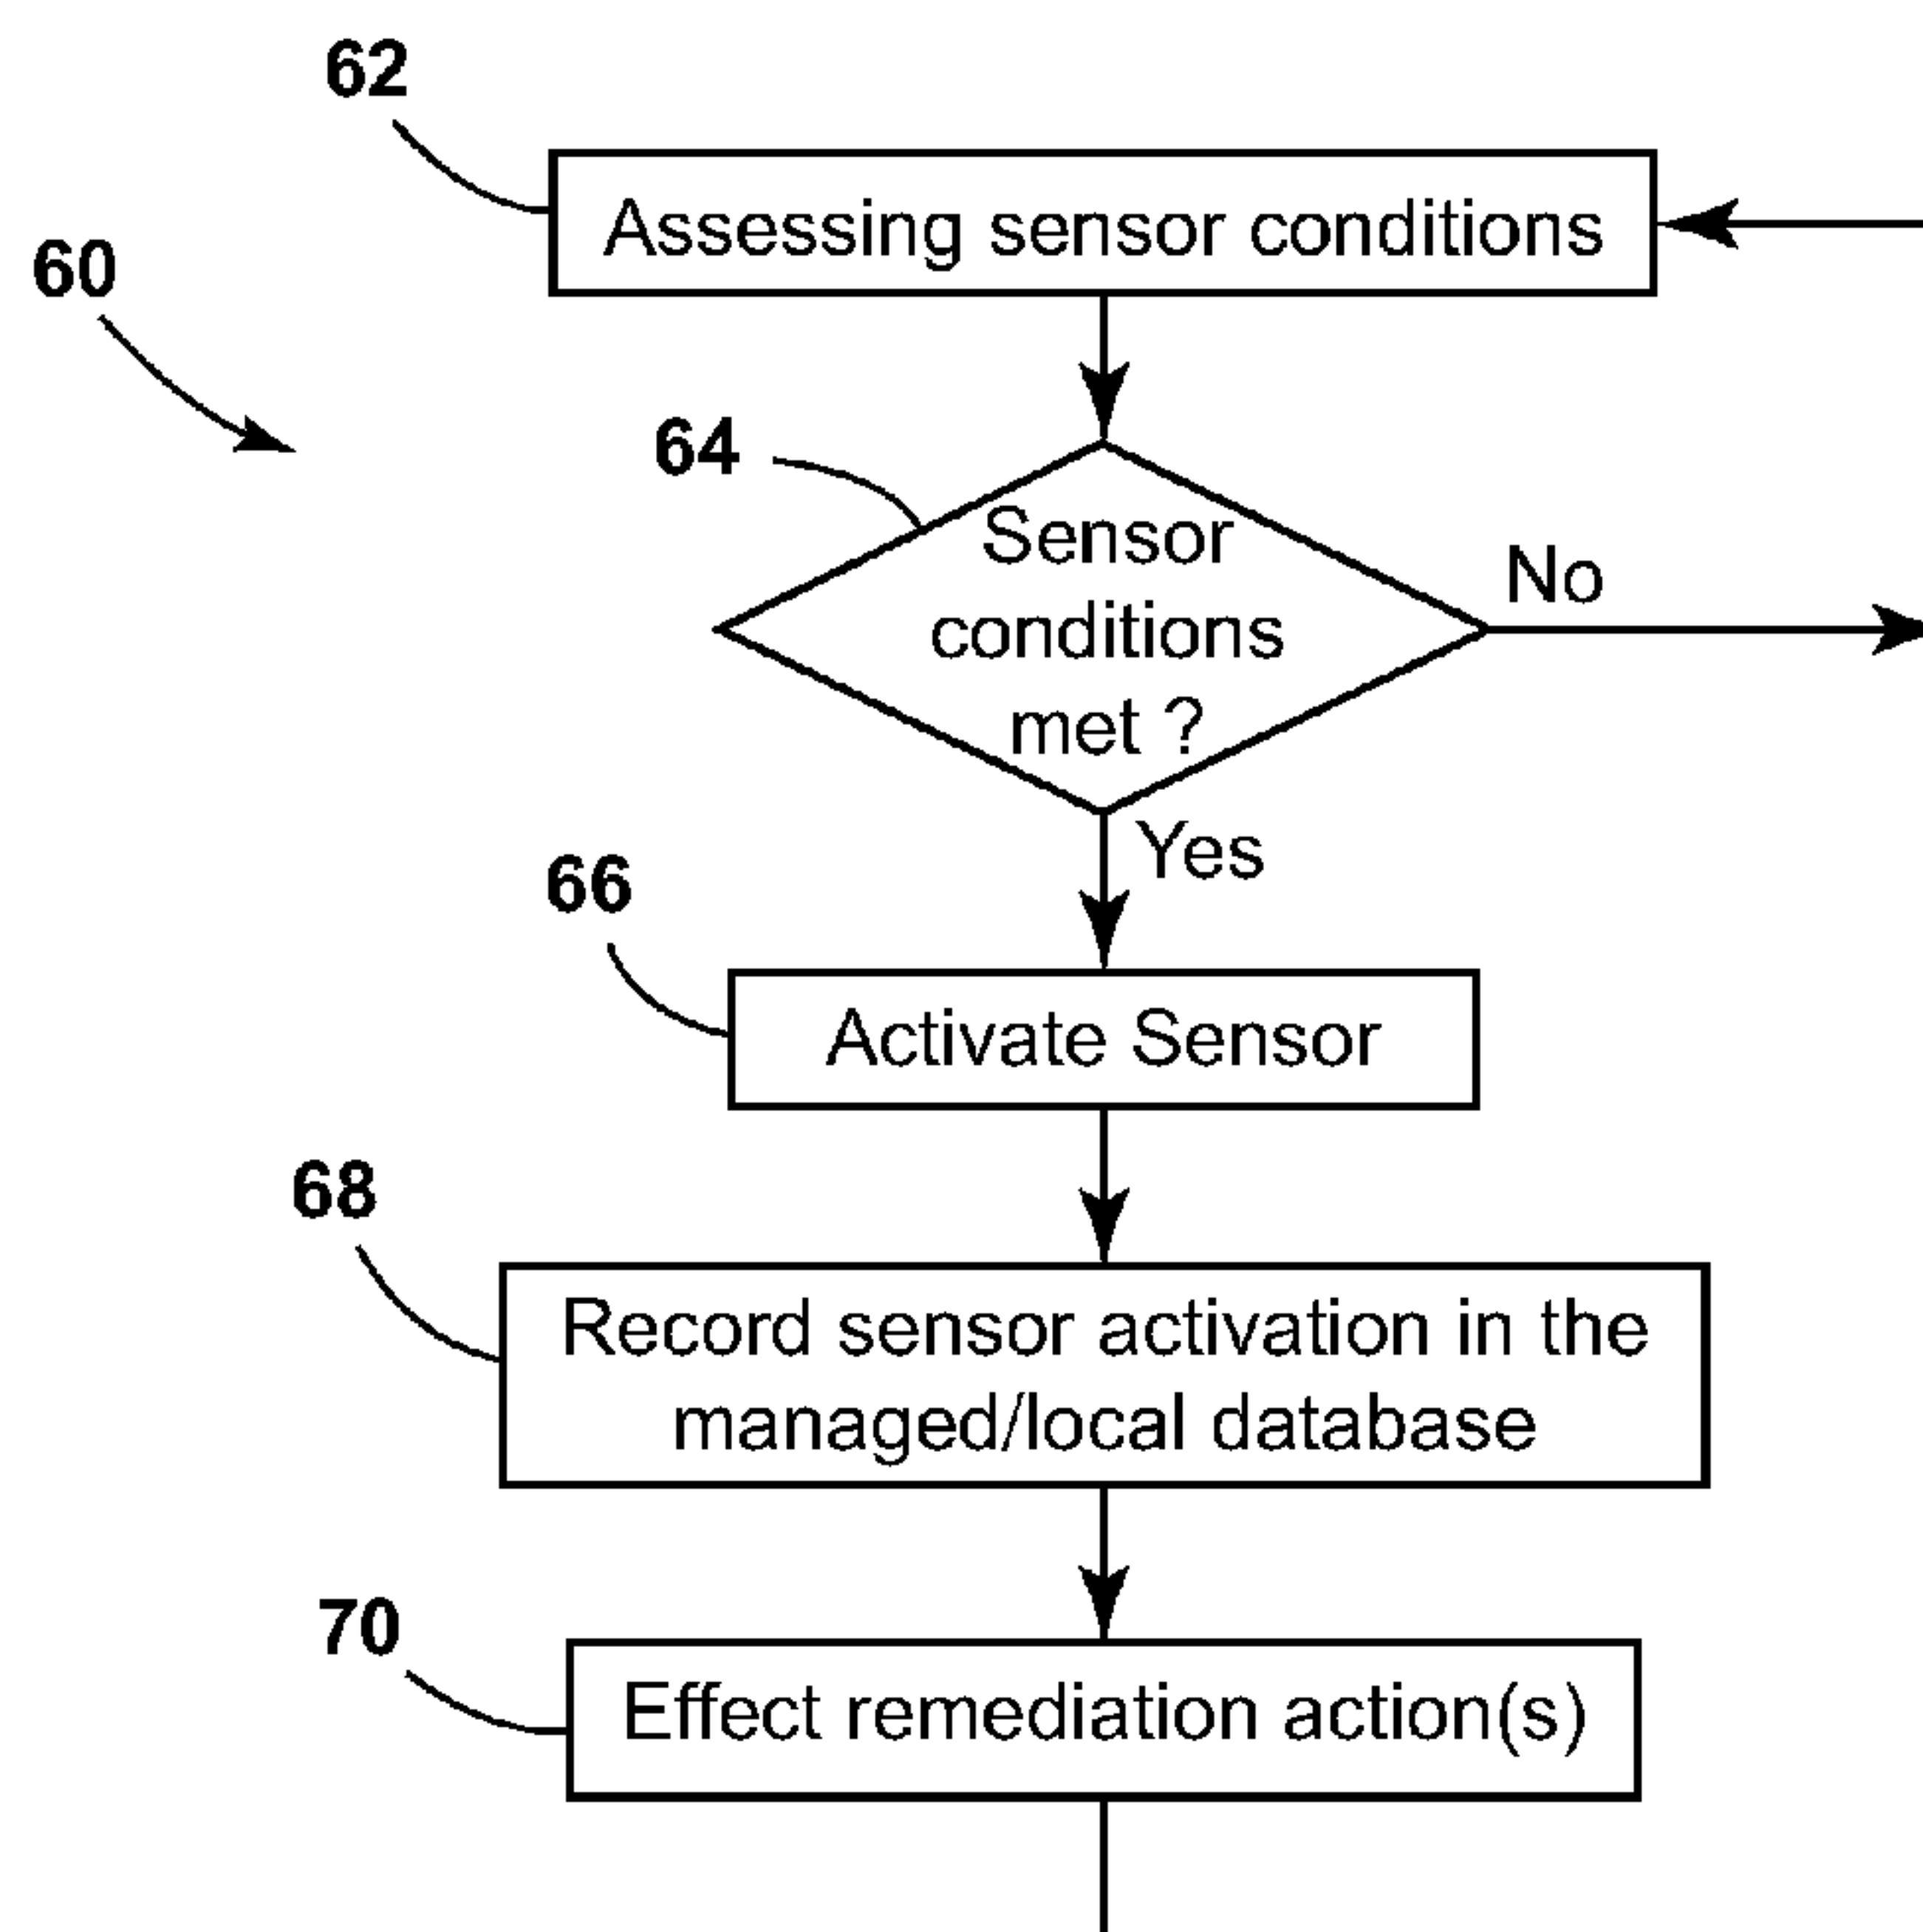 62
Assessing sensor conditions
60
64
Sensor
conditions
met ?
No
Yes
66
Activate Sensor
68
Record sensor activation in the
managed/local database
70
Effect remediation action(s)